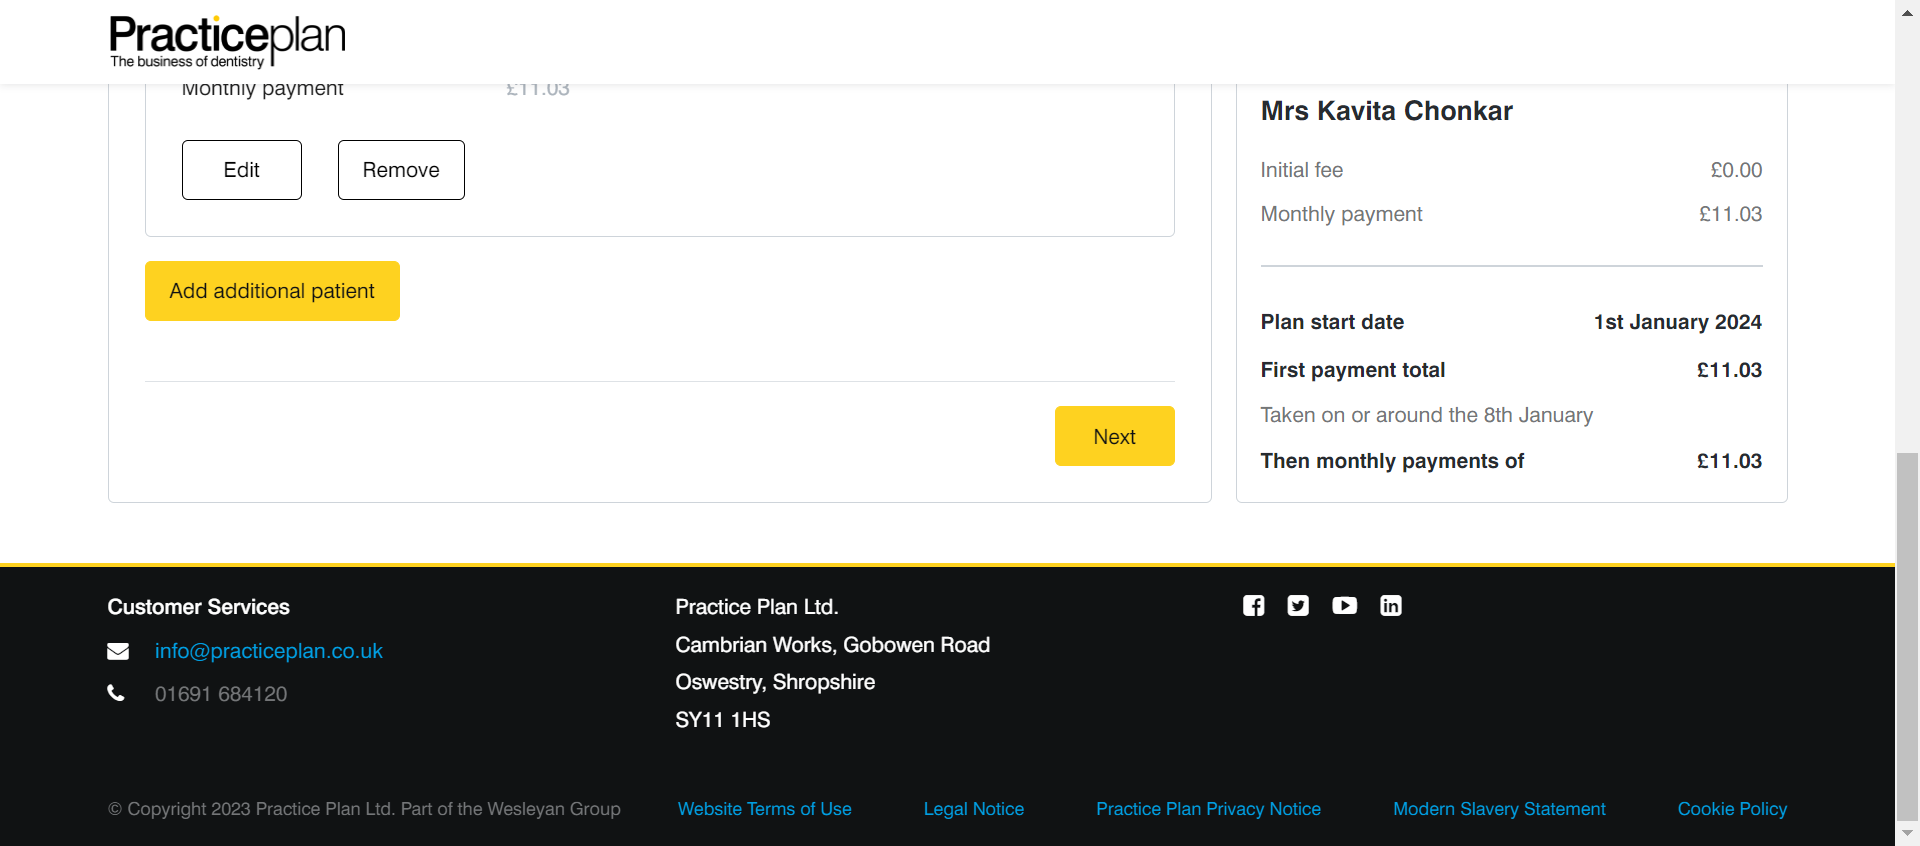 Practiceplan
The business of dentistry
Monthly payment £11.03
Edit Remove
Add additional patient
Next
Mrs Kavita Chonkar
Initial fee £0.00
Monthly payment £11.03
Plan start date 1st January 2024
First payment total £11.03
Taken on or around the 8th January
Then monthly payments of £11.03
Customer Services
info@practiceplan.co.uk
01691 684120
Practice Plan Ltd.
Cambrian Works, Gobowen Road
Oswestry, Shropshire
SY11 1HS
© Copyright 2023 Practice Plan Ltd. Part of the Wesleyan Group
Website Terms of Use Legal Notice Practice Plan Privacy Notice Modern Slavery Statement Cookie Policy